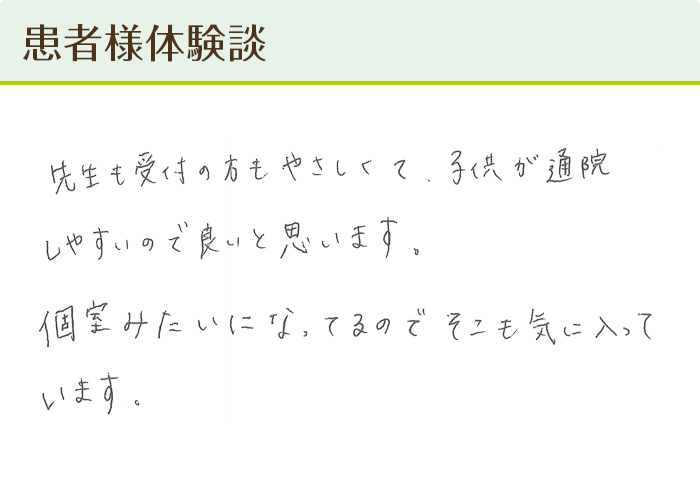 患者様体験談
先生も受付の方もやさしくて、子供が通院
しやすいので良いと思います。
個室みたいになってるのでそこも気に入って
います。